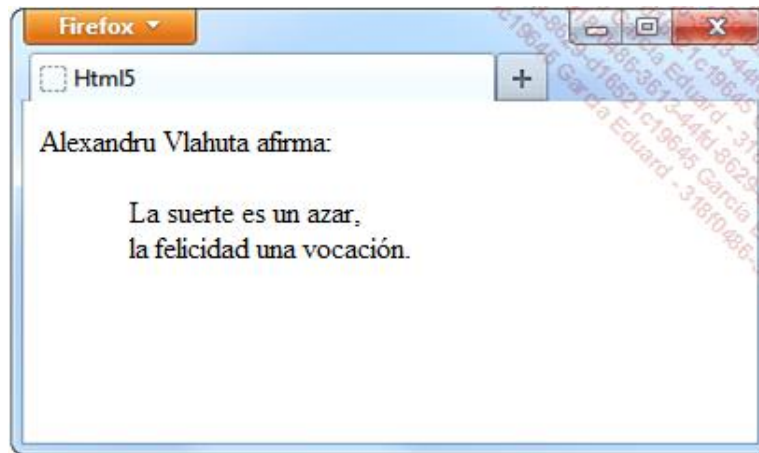 Firefox
Html5
Alexandru Vlahuta afirma:
La suerte es un azar,
la felicidad una vocación.